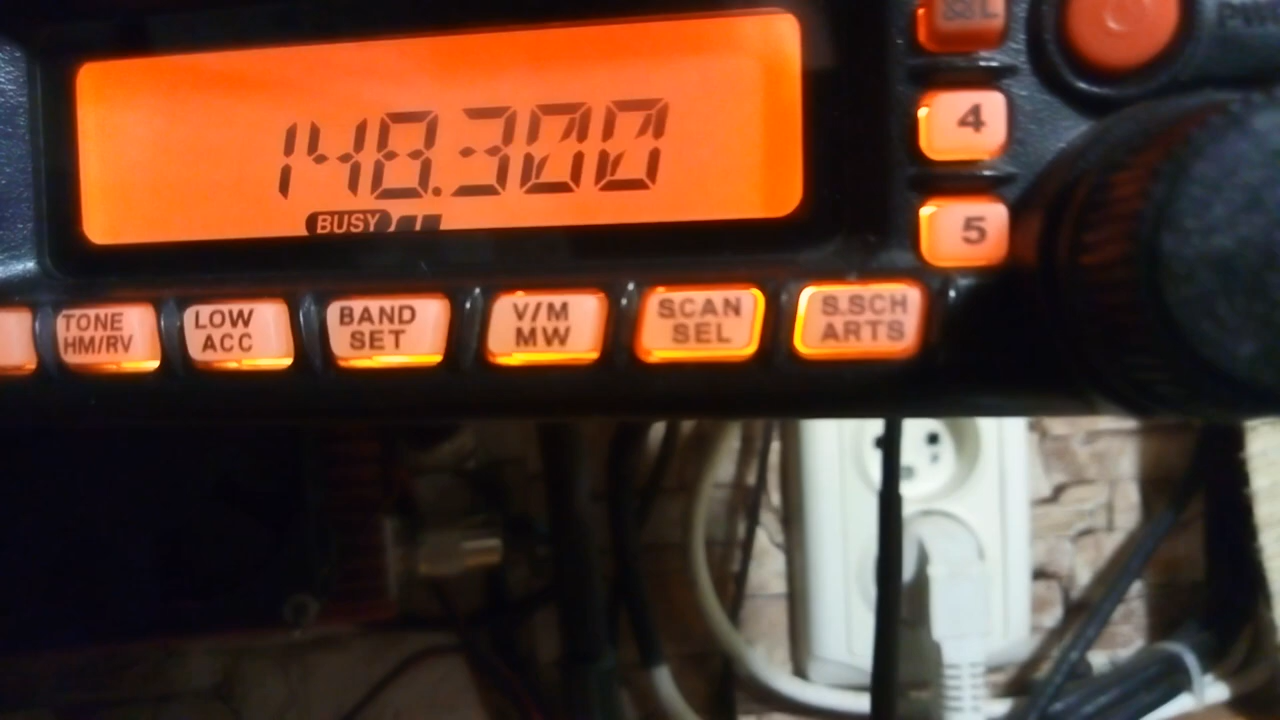 148.300
BUSY
4
5
TONE
HM/RV
LOW
ACC
BAND
SET
V/M
MW
SCAN
SEL
S.SCH
ARTS